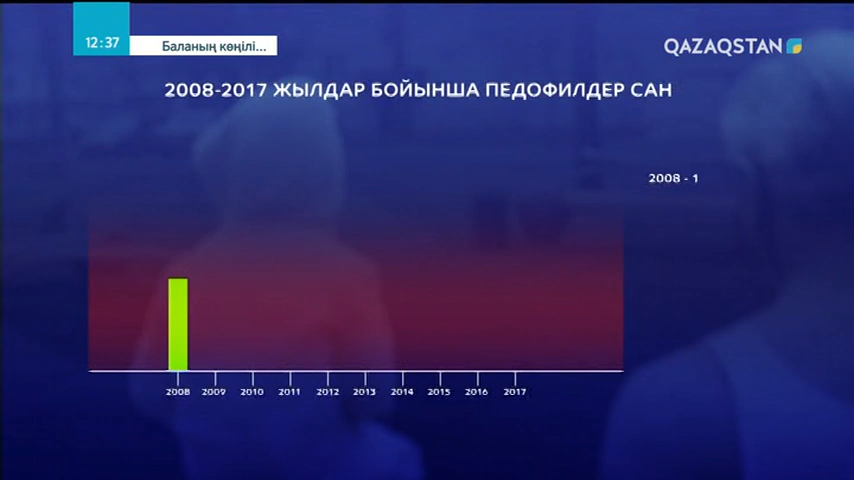 12:37
Баланың көңілі...
QAZAQSTAN
2008-2017 ЖЫЛДАР БОЙЫНША ПЕДОФИЛДЕР САН
2008 - 1
2008 2009 2010 2011 2012 2013 2014 2015 2016 2017